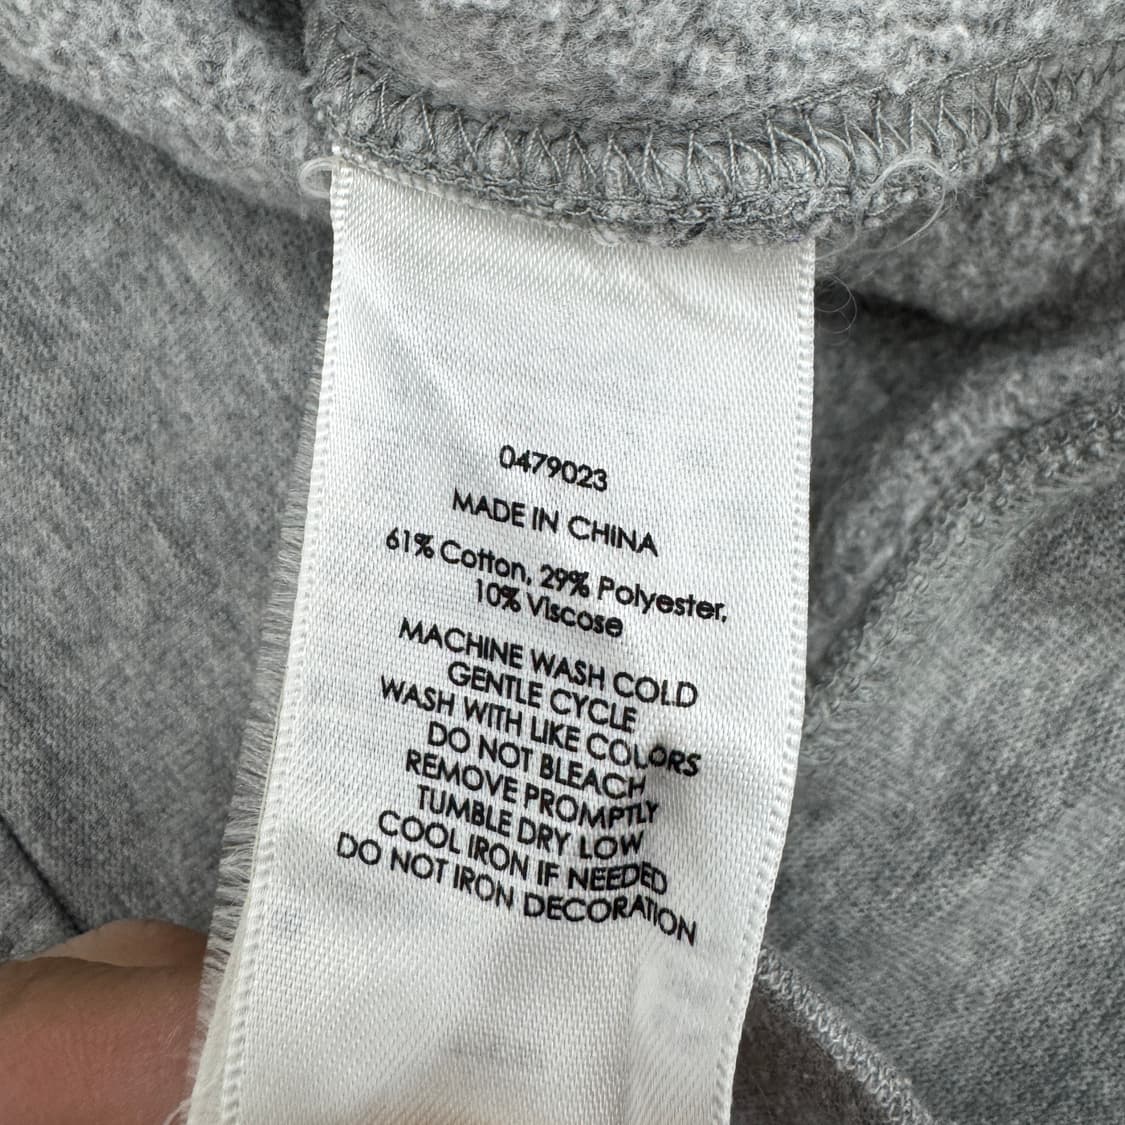 0479023
MADE IN CHINA
61% Cotton, 29% Polyester,
10% Viscose
MACHINE WASH COLD
GENTLE CYCLE
WASH WITH LIKE COLORS
DO NOT BLEACH
REMOVE PROMPTLY
TUMBLE DRY LOW
COOL IRON IF NEEDED
DO NOT IRON DECORATION